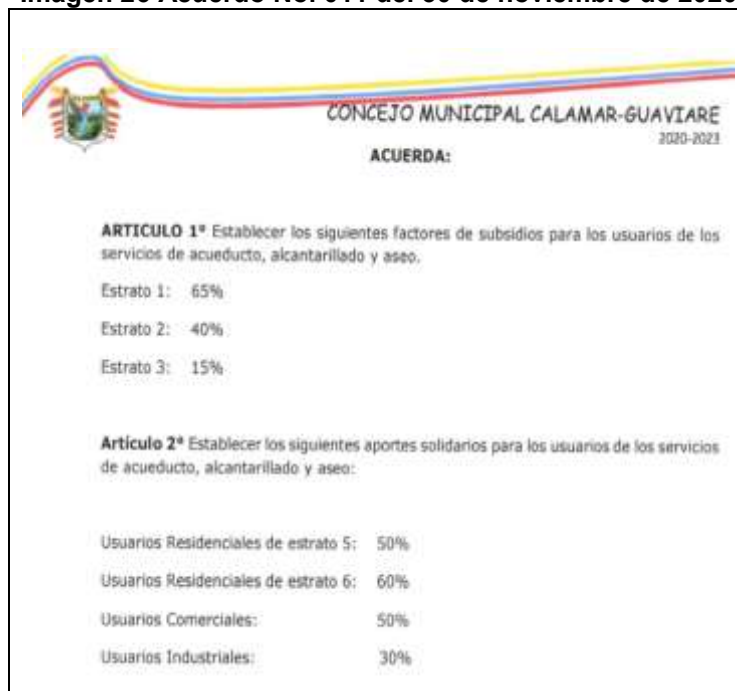 Imagen 20 Acuerdo No. 011 del 30 de noviembre de 2020
CONCEJO MUNICIPAL CALAMAR-GUAVIARE
2020-2023
ACUERDA:
ARTICULO 1º Establecer los siguientes factores de subsidios para los usuarios de los
servicios de acueducto, alcantarillado y aseo.
Estrato 1: 65%
Estrato 2: 40%
Estrato 3: 15%
Artículo 2º Establecer los siguientes aportes solidarios para los usuarios de los servicios
de acueducto, alcantarillado y aseo:
Usuarios Residenciales de estrato 5: 50%
Usuarios Residenciales de estrato 6: 60%
Usuarios Comerciales: 50%
Usuarios Industriales: 30%